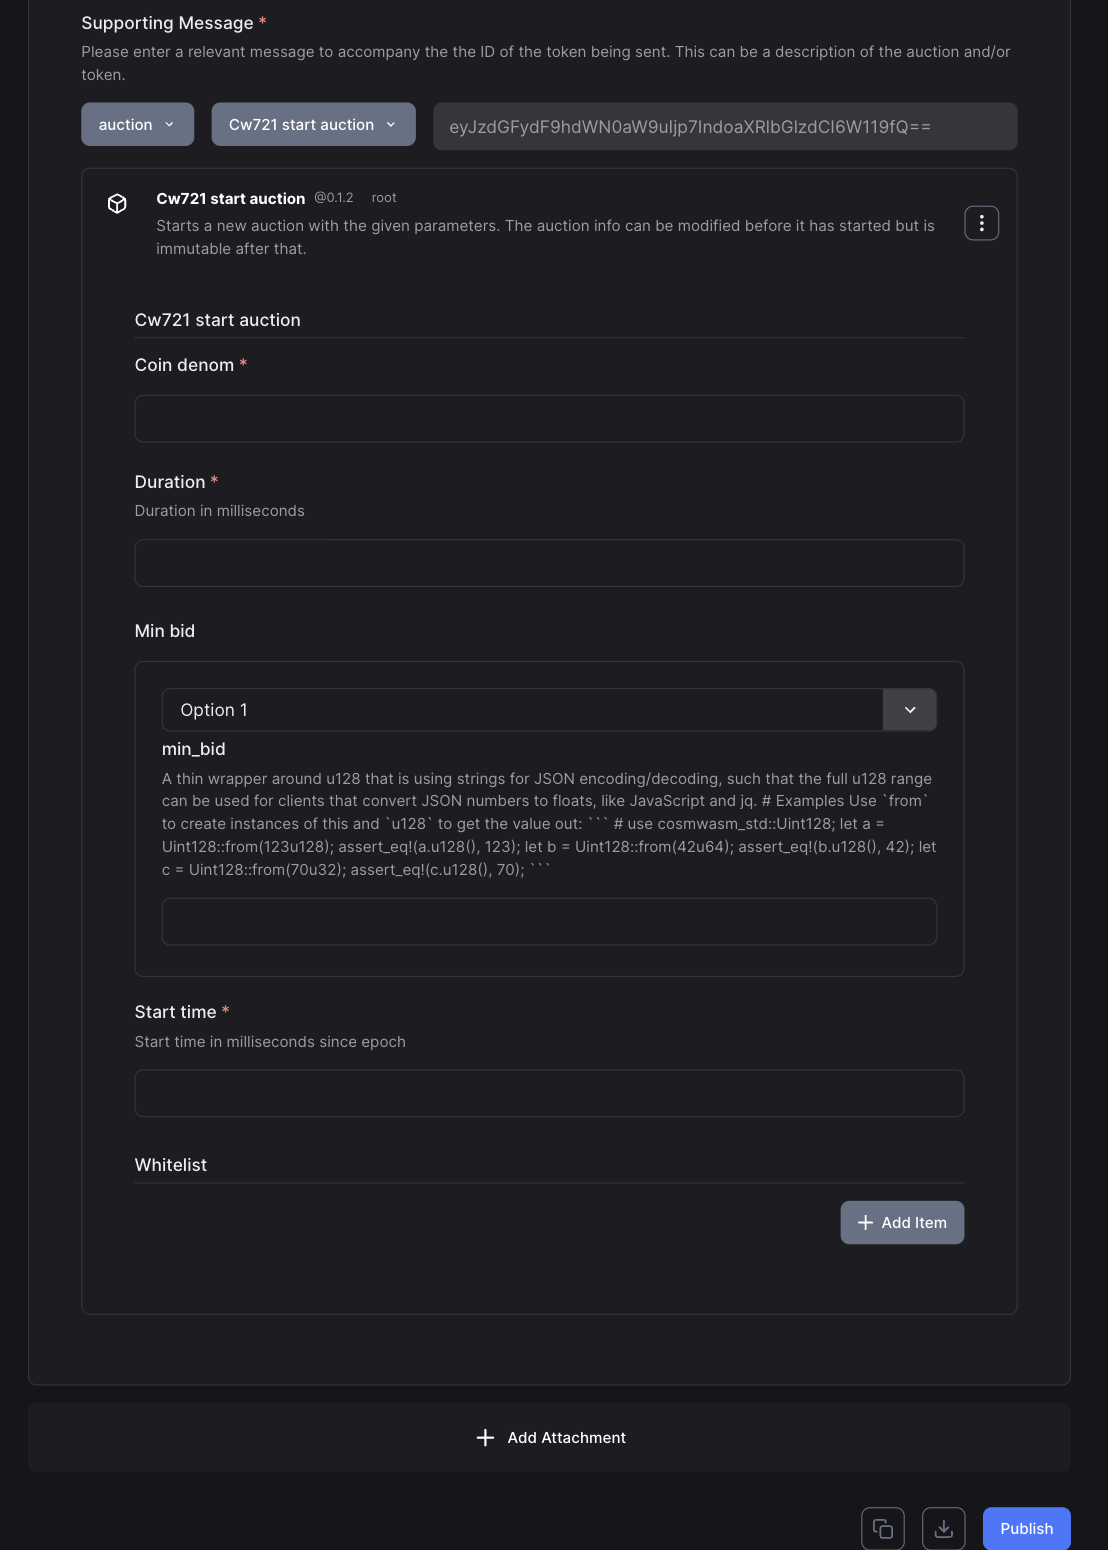 Supporting Message *
Please enter a relevant message to accompany the the ID of the token being sent. This can be a description of the auction and/or
token.
auction
Cw721 start auction
eyJzdGFydF9hdWN0aW9uIjp7IndoaXRlbGlzdCI6W119fQ==
Cw721 start auction @0.1.2 root
Starts a new auction with the given parameters. The auction info can be modified before it has started but is
immutable after that.
Cw721 start auction
Coin denom *
Duration *
Duration in milliseconds
Min bid
Option 1
min_bid
A thin wrapper around u128 that is using strings for JSON encoding/decoding, such that the full u128 range
can be used for clients that convert JSON numbers to floats, like JavaScript and jq. # Examples Use `from`
to create instances of this and `u128` to get the value out: ``` # use cosmwasm_std::Uint128; let a =
Uint128::from(123u128); assert_eq!(a.u128(), 123); let b = Uint128::from(42u64); assert_eq!(b.u128(), 42); let
c = Uint128::from(70u32); assert_eq!(c.u128(), 70); ```
Start time *
Start time in milliseconds since epoch
Whitelist
Add Item
Add Attachment
Publish